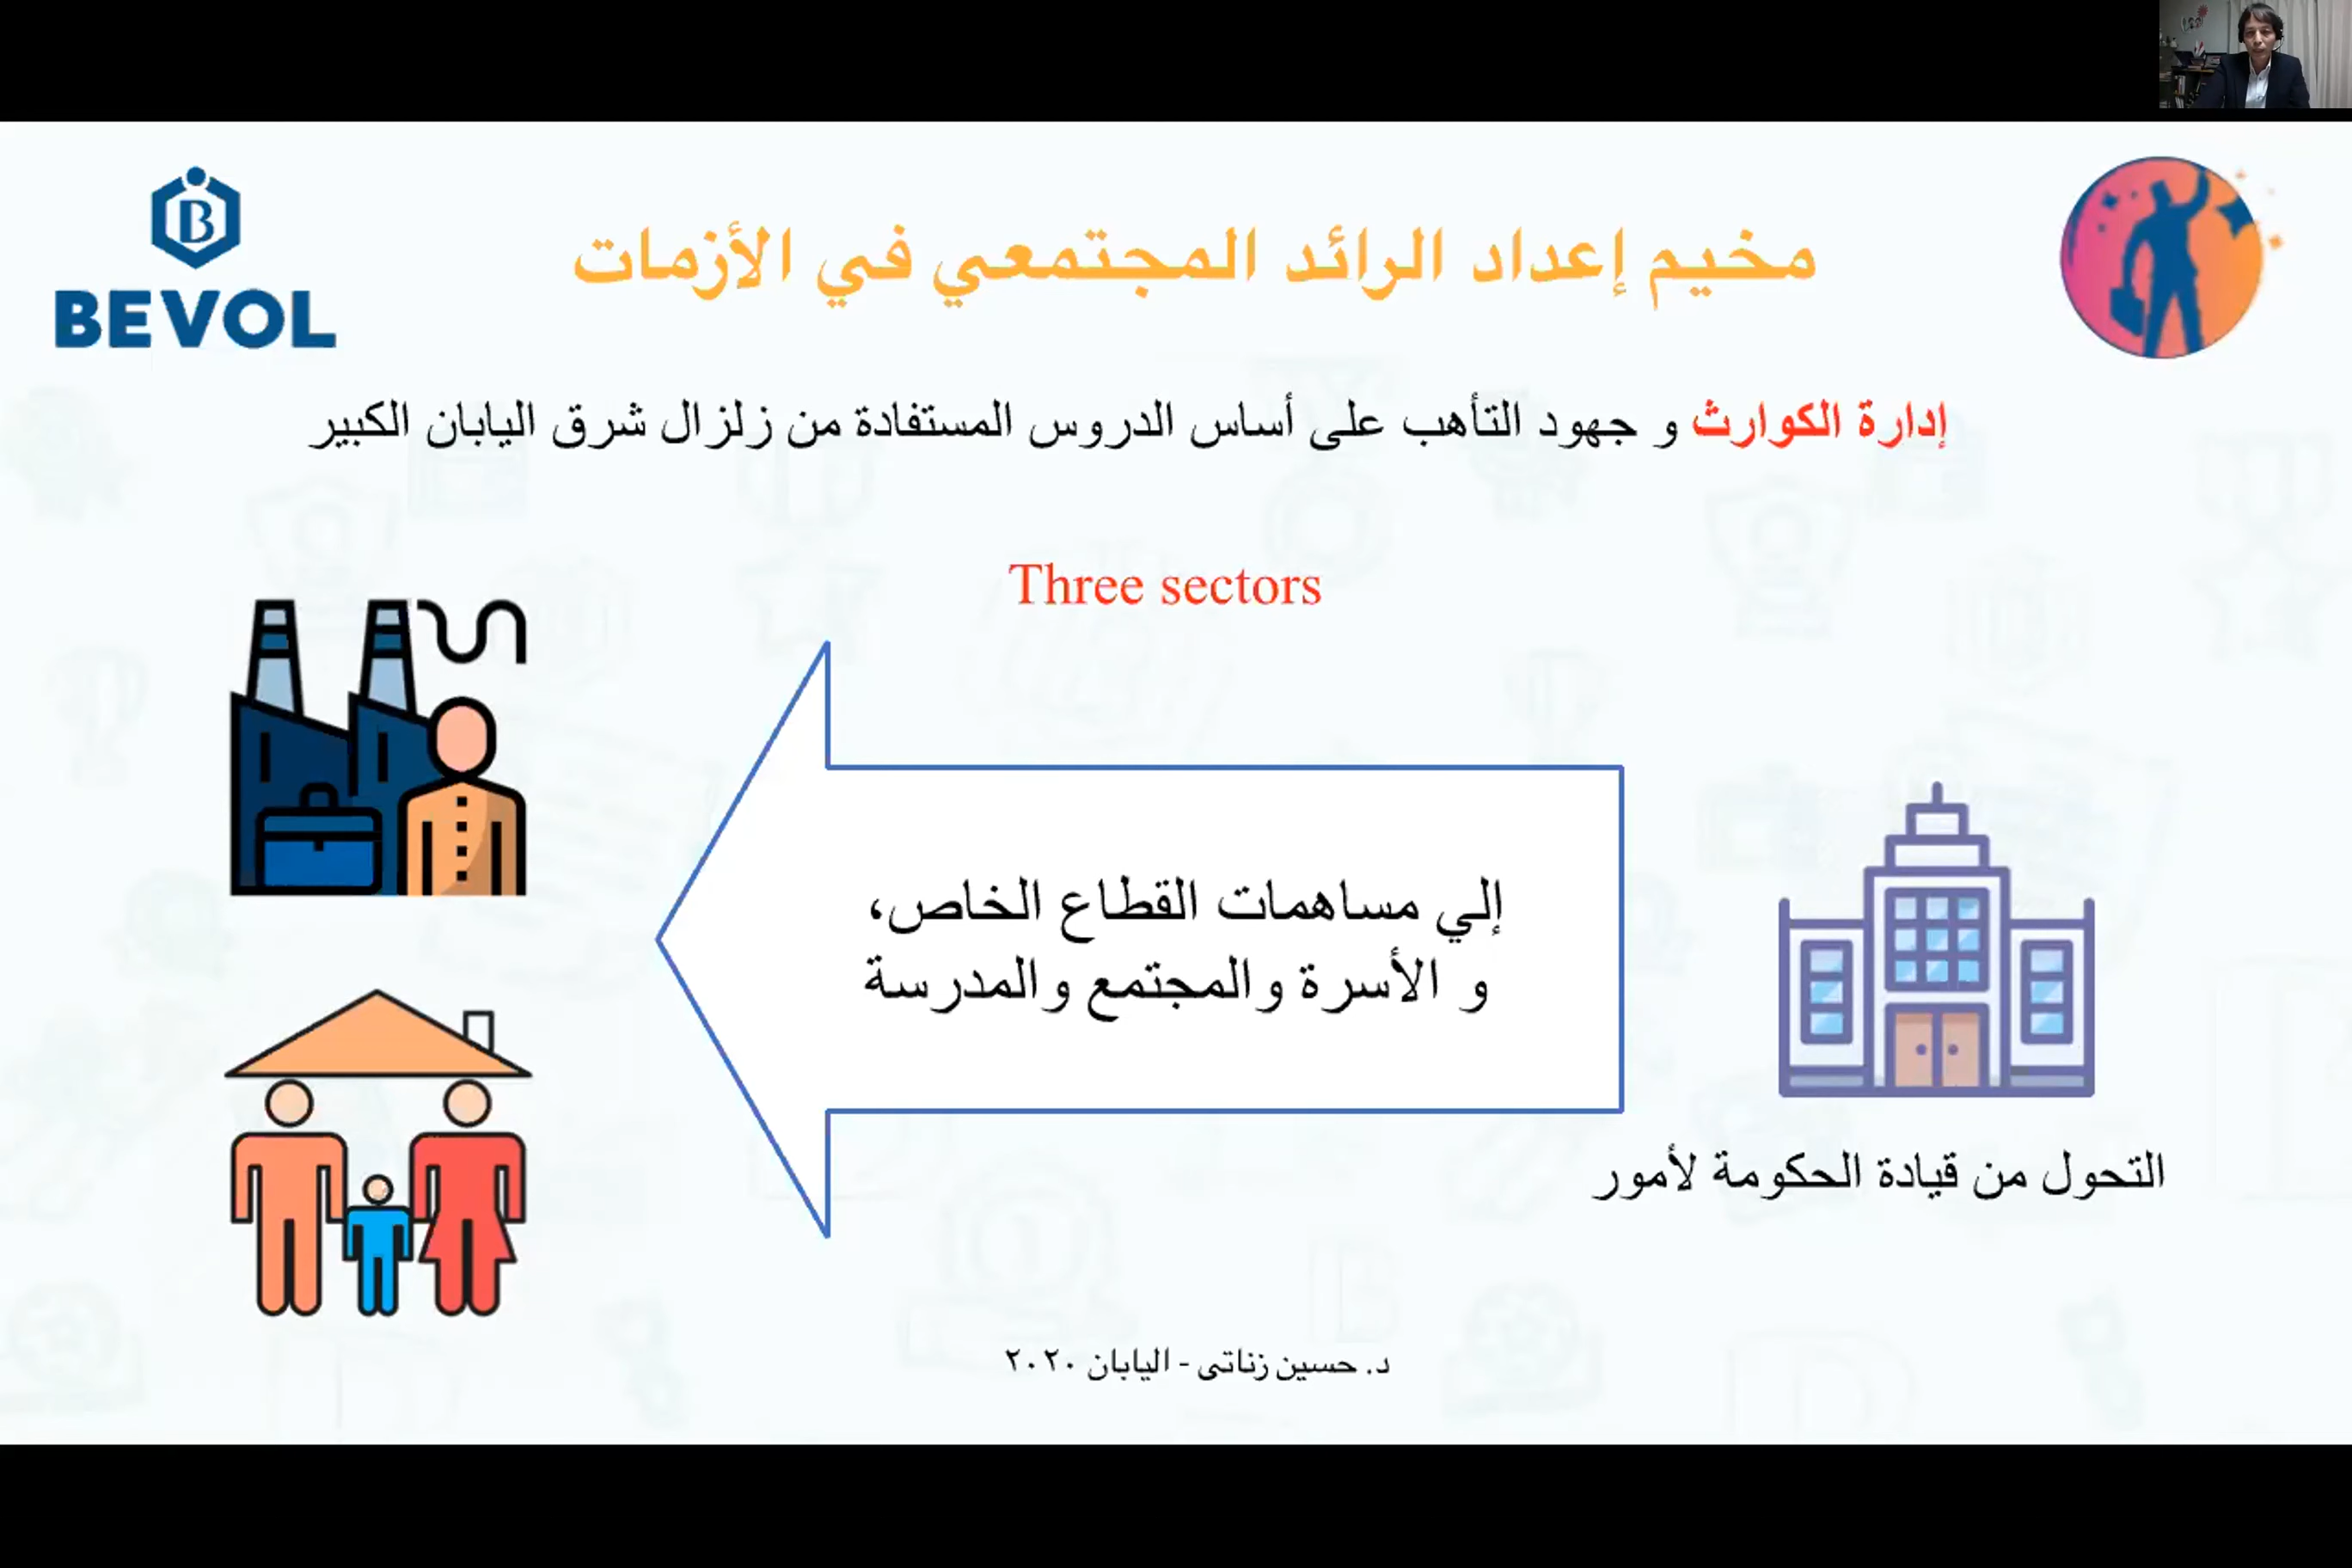 BEVOL
مخيم إعداد الرائد المجتمعي في الأزمات
إدارة الكوارث و جهود التأهب على أساس الدروس المستفادة من زلزال شرق اليابان الكبير
Three sectors
إلي مساهمات القطاع الخاص،
و الأسرة والمجتمع والمدرسة
التحول من قيادة الحكومة لأمور
د. حسين زناتى - اليابان ٢٠٢٠